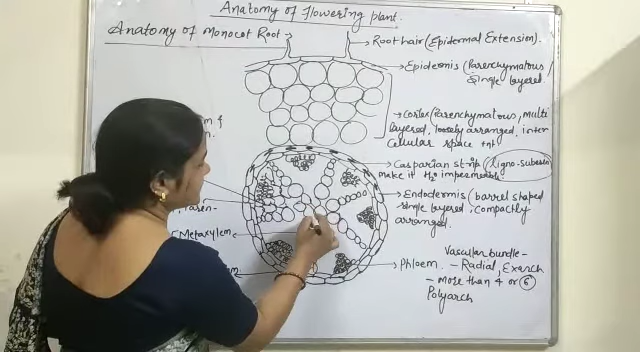 Anatomy of flowering plant.
Anatomy of Monocot Root
Root hair (Epidermal Extension).
Epidermis (Parenchymatous /
single layered
Cortex (Parenchymatous, multi
layered, loosely arranged, inter
cellular space +nt
Casparian strip (ligno-suberin
make it H2O impermeable
Endodermis (barrel shaped
single layered, compactly
arranged.
Metaxylem
Phloem
Vascular bundle -
- Radial, Exarch
- more than 4 or 6
Polyarch